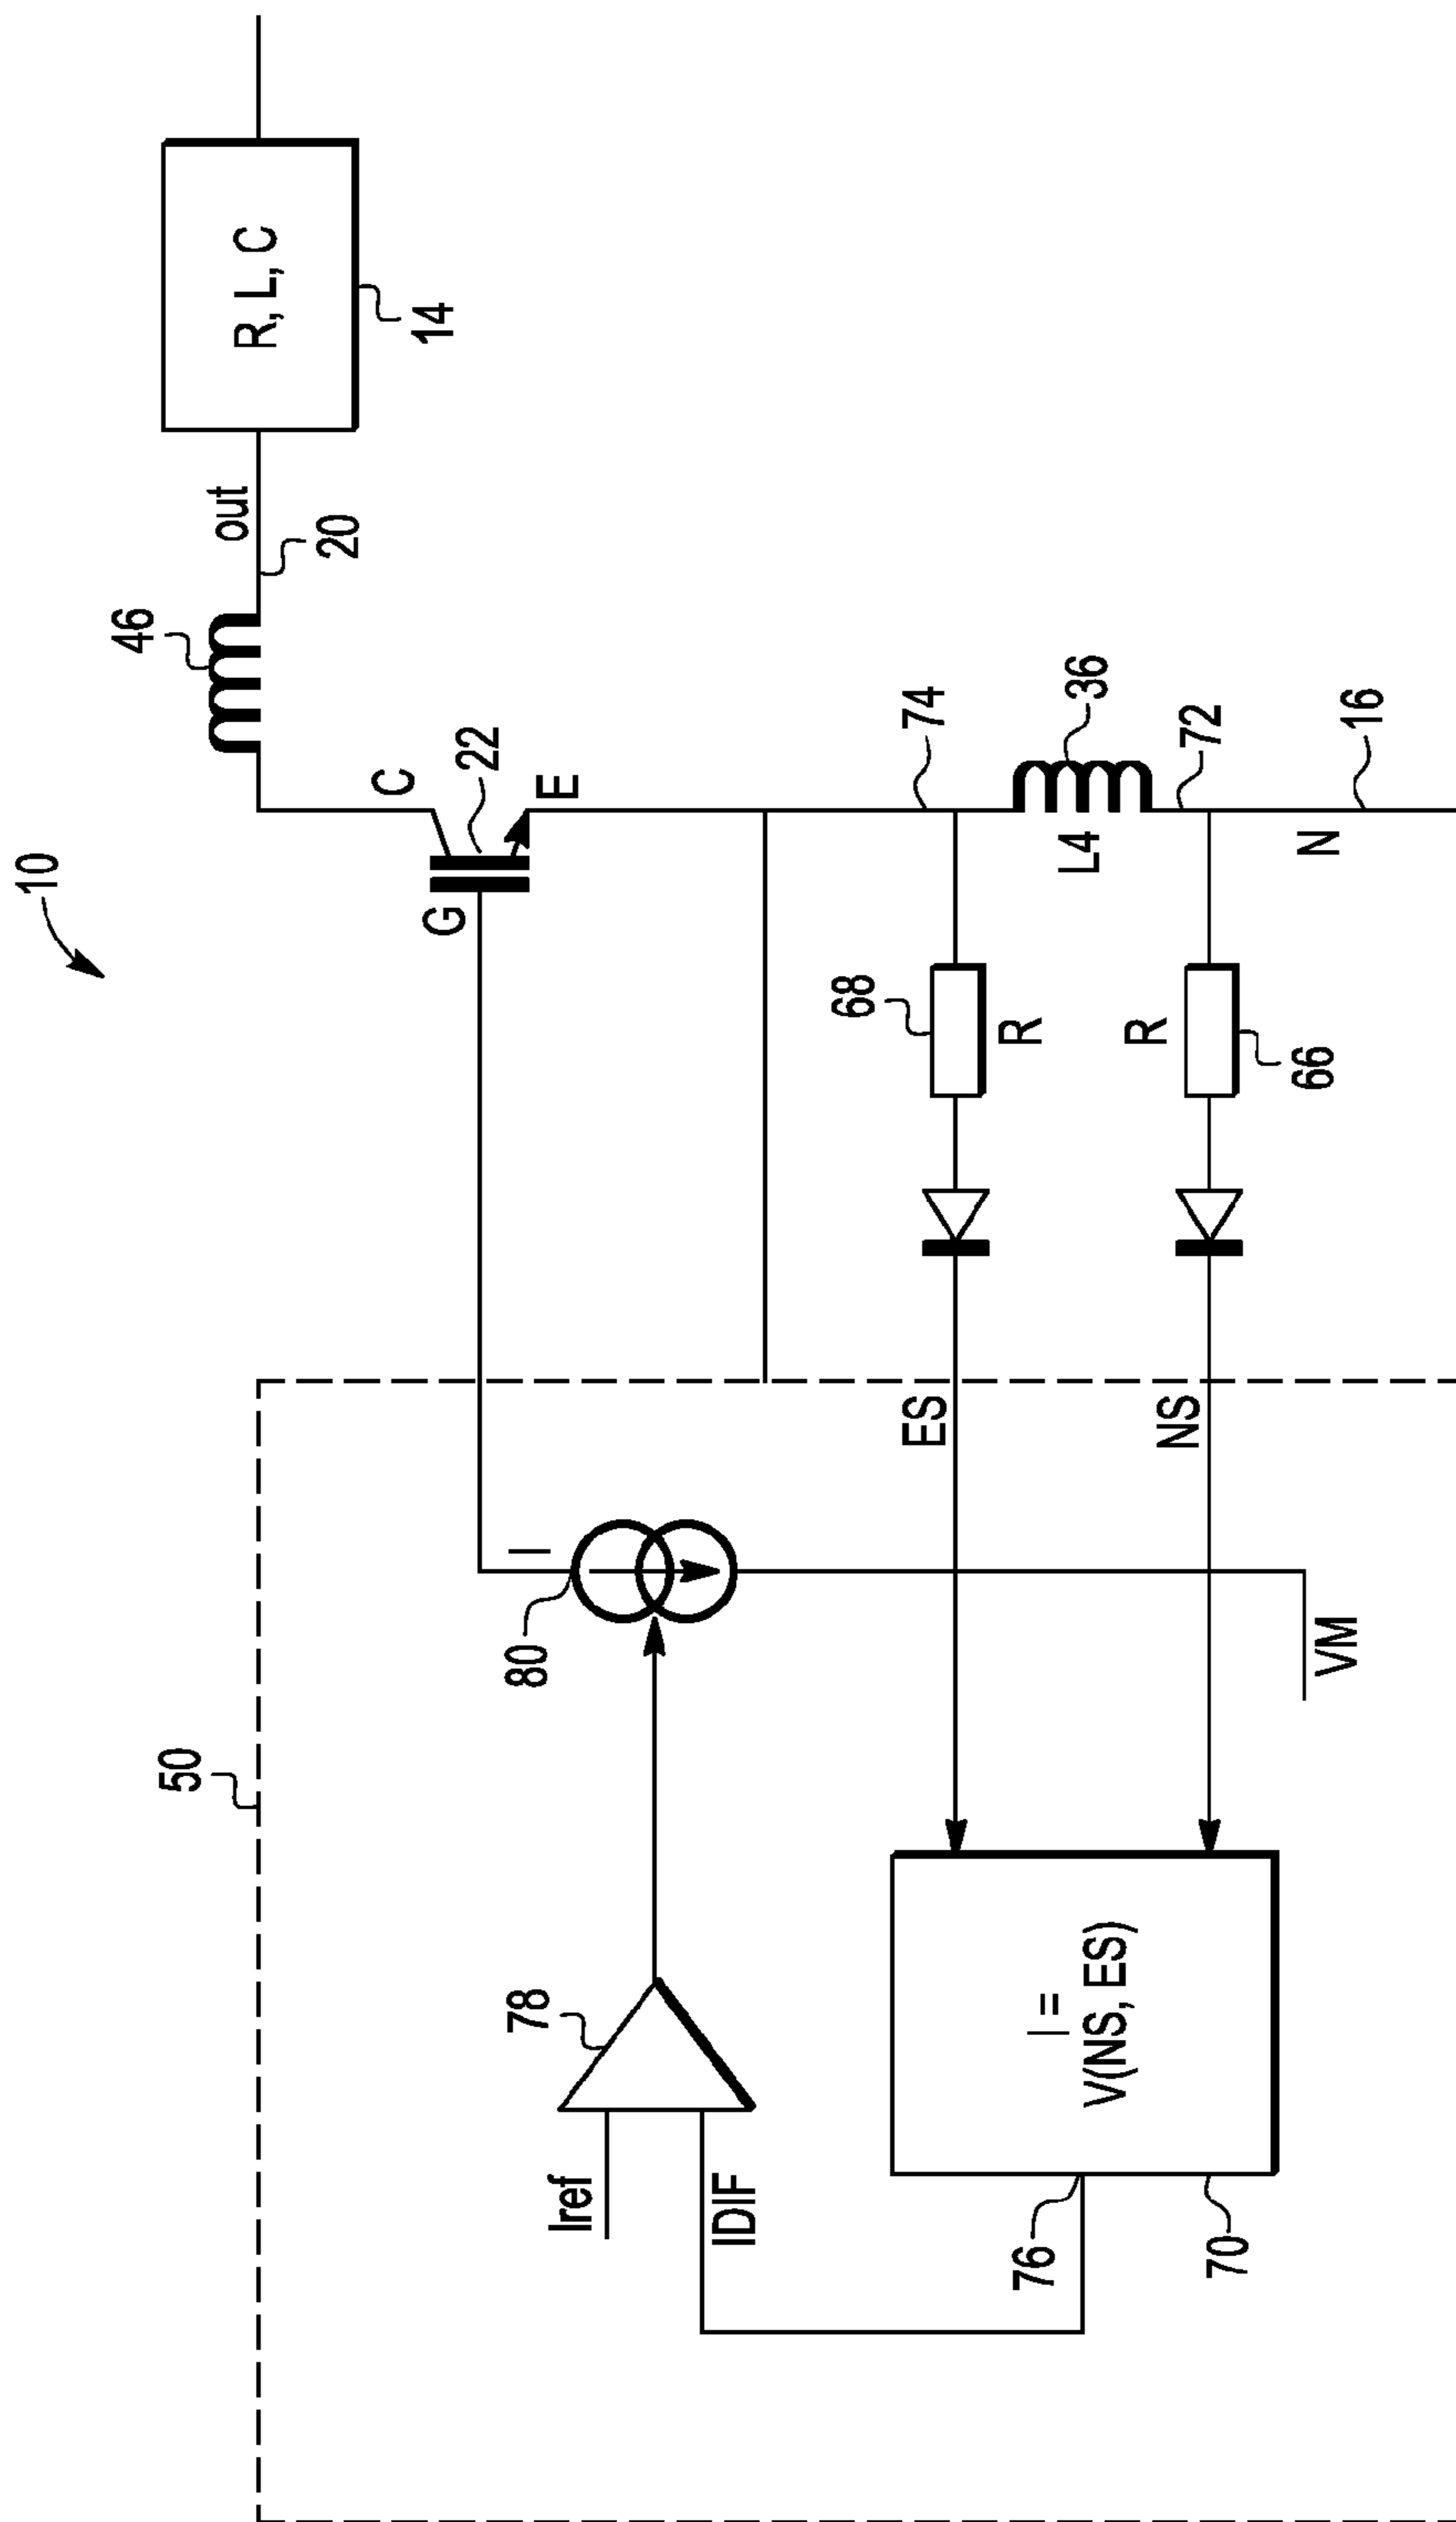 10
46
out
20
R, L, C
14
C
22
G
E
50
80
I
78
Iref
IDIF
76
70
I =
V(NS, ES)
VM
ES
NS
68
R
R
66
74
36
L4
72
N
16